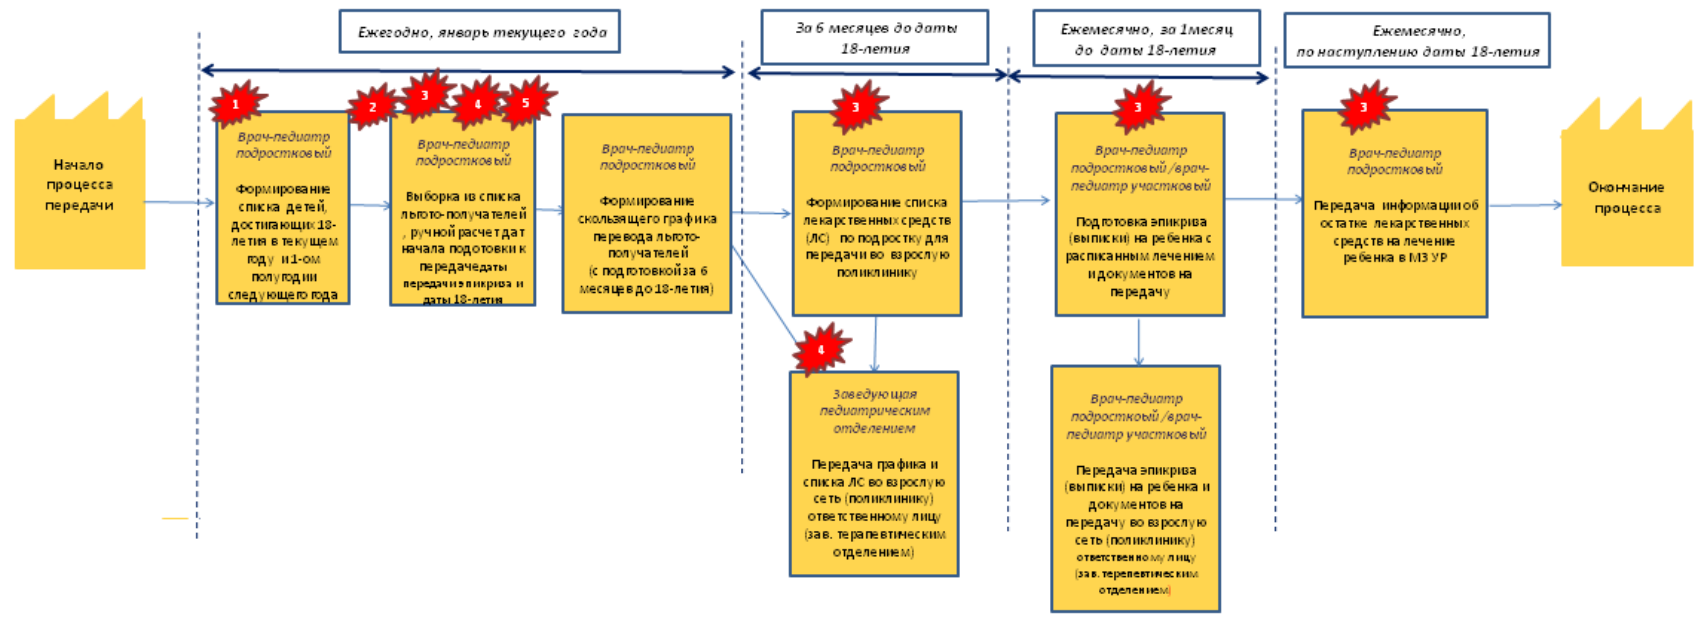 Ежегодно, январь текущего года
За 6 месяцев до даты
18-летия
Ежемесячно, за 1месяц
до даты 18-летия
Ежемесячно,
по наступлению даты 18-летия
Начало
процесса
передачи
1
Врач-педиатр
подростковый
Формирование
списка детей,
достигающих 18-
летия в текущем
году и 1-ом
полугодии
следующего года
2
3
4
5
Врач-педиатр
подростковый
Выборка из списка
льгото-получателей
, ручной расчет дат
начала подотовки к
передаче даты
передачи эпикриза и
даты 18-летия
Врач-педиатр
подростковый
Формирование
скользящего графика
перевода льгото-
получателей
(с подготовкой за 6
месяцев до 18-летия)
3
Врач-педиатр
подростковый
Формирование списка
лекарственных средств
(ЛС) по подростку для
передачи во взрослую
поликлинику
4
Заведующая
педиатрическим
отделением
Передача графика и
списка ЛС во взрослую
сеть (поликлинику)
ответственному лицу
(зав. терапевтическим
отделением)
3
Врач-педиатр
подростковый /врач-
педиатр участковый
Подготовка эпикриза
(выписки) на ребенка с
расписанным лечением
и документов на
передачу
Врач-педиатр
подросткоый /врач-
педиатр участковый
Передача эпикриза
(выписки) на ребенка и
документов на
передачу во взрослую
сеть (поликлинику)
ответственному лицу
(зав. терепевтическим
отделением)
3
Врач-педиатр
подростковый
Передача информации об
остатке лекарственных
средств на лечение
ребенка в МЗ УР
Окончание
процесса